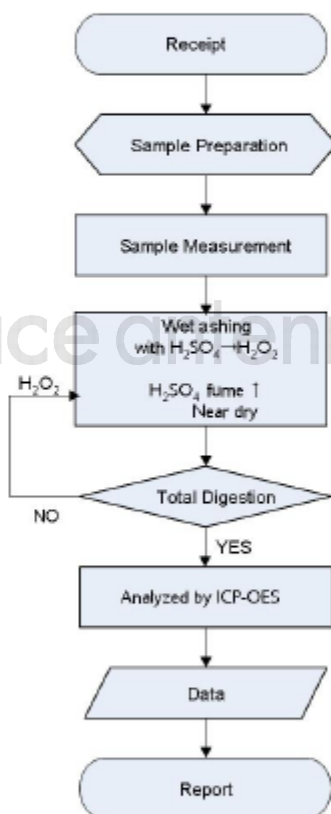 Receipt
Sample Preparation
Sample Measurement
Wet ashing
with H₂SO₄→H₂O₂
H₂O₂
H₂SO₄ fume ↑
Near dry
Total Digestion
NO
YES
Analyzed by ICP-OES
Data
Report